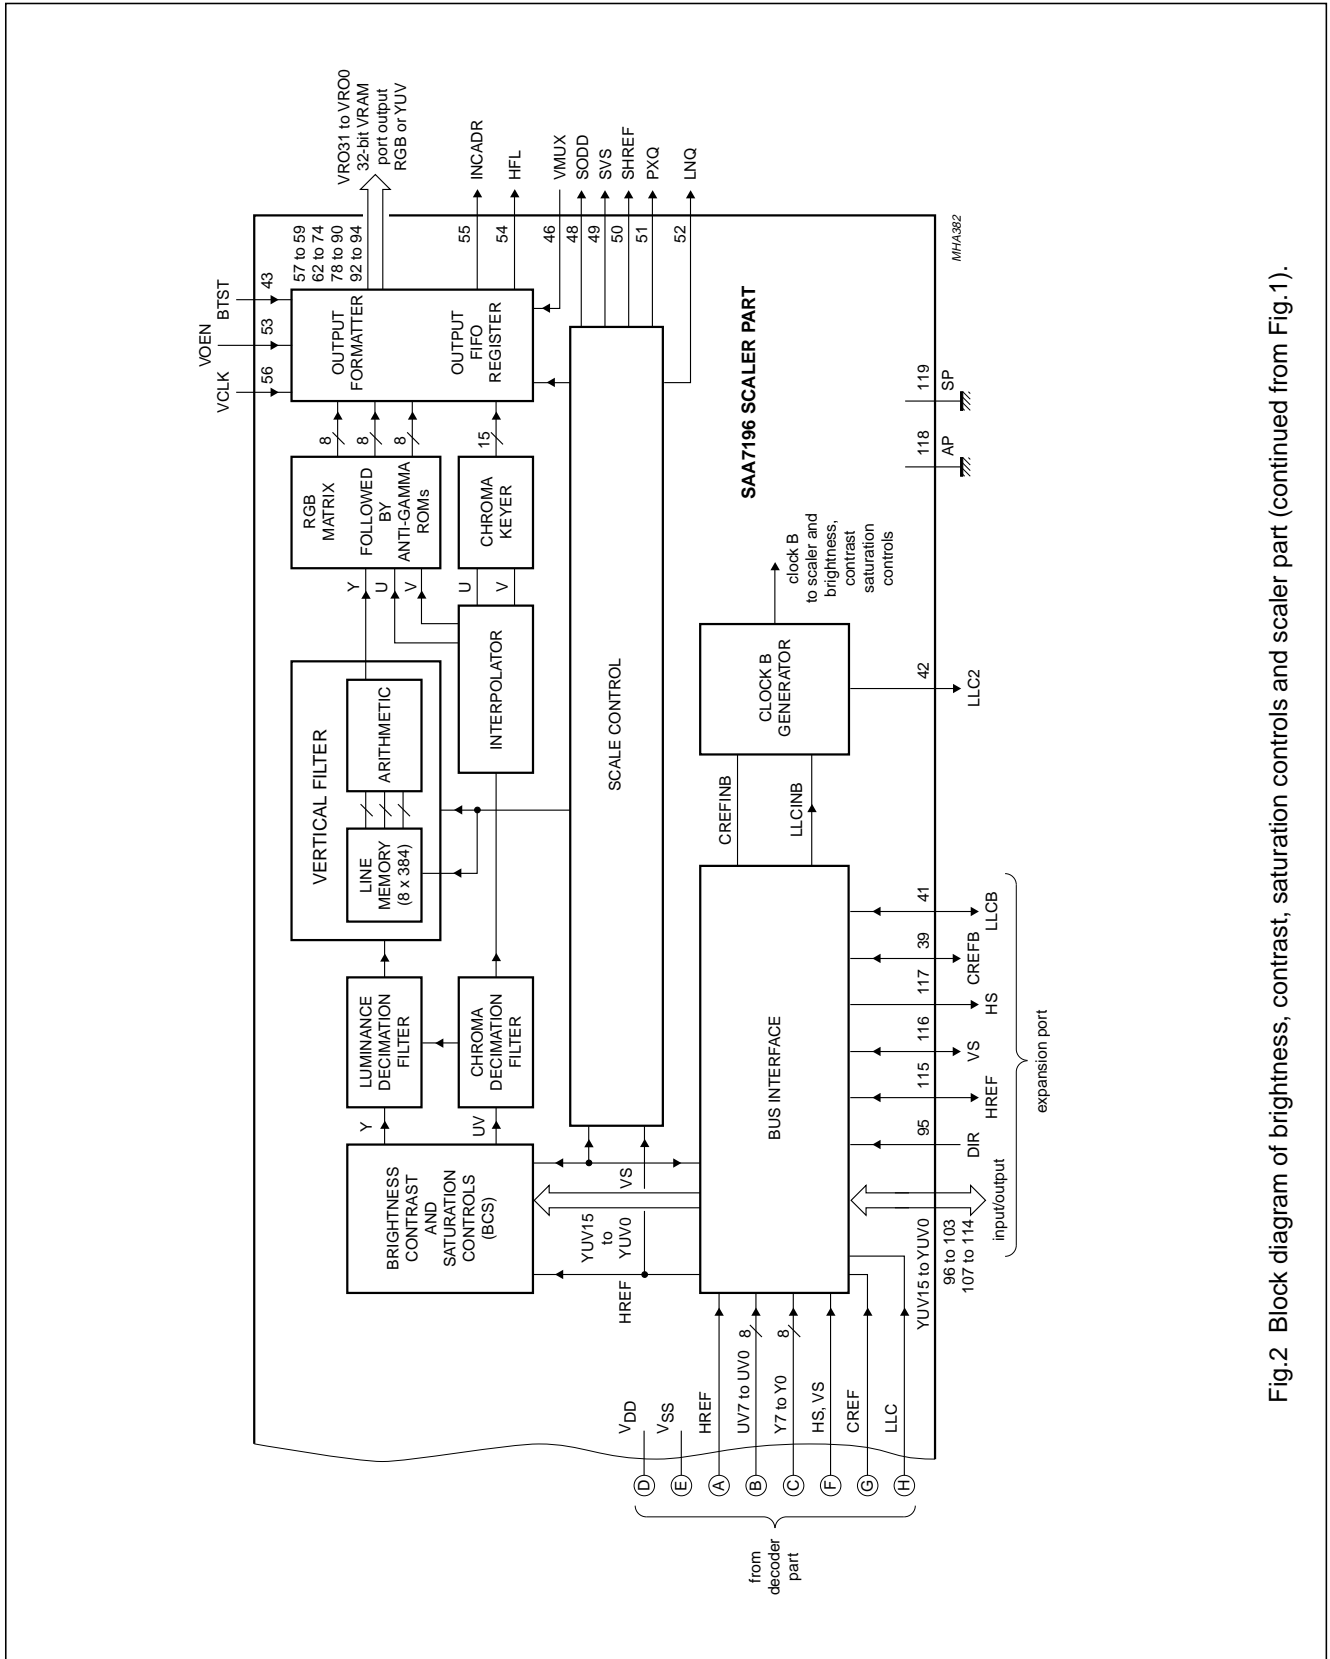 VRO31 to VRO0
32-bit VRAM
port output
RGB or YUV
INCADR
HFL
VMUX
SODD
SVS
SHREF
PXQ
LNQ
55
54
46
48
49
50
51
52
57 to 59
62 to 74
78 to 90
92 to 94
BTST
43
VOEN
53
VCLK
56
OUTPUT
FORMATTER
OUTPUT
FIFO
REGISTER
8
8
8
15
RGB
MATRIX
FOLLOWED
BY
ANTI-GAMMA
ROMs
CHROMA
KEYER
Y
U
V
U
V
VERTICAL FILTER
ARITHMETIC
LINE
MEMORY
(8 x 384)
INTERPOLATOR
LUMINANCE
DECIMATION
FILTER
CHROMA
DECIMATION
FILTER
Y
UV
BRIGHTNESS
CONTRAST
AND
SATURATION
CONTROLS
(BCS)
SCALE CONTROL
VS
YUV15
to
YUV0
HREF
SAA7196 SCALER PART
MHA382
clock B
to scaler and
brightness,
contrast
saturation
controls
CLOCK B
GENERATOR
CREFINB
LLCINB
42
LLC2
118
AP
119
SP
BUS INTERFACE
41
LLCB
39
CREFB
117
HS
116
VS
115
HREF
95
DIR
input/output
YUV15 to YUV0
96 to 103
107 to 114
expansion port
VDD
VSS
HREF
UV7 to UV0
8
Y7 to Y0
8
HS, VS
CREF
LLC
D
E
A
B
C
F
G
H
from
decoder
part
Fig.2 Block diagram of brightness, contrast, saturation controls and scaler part (continued from Fig.1).